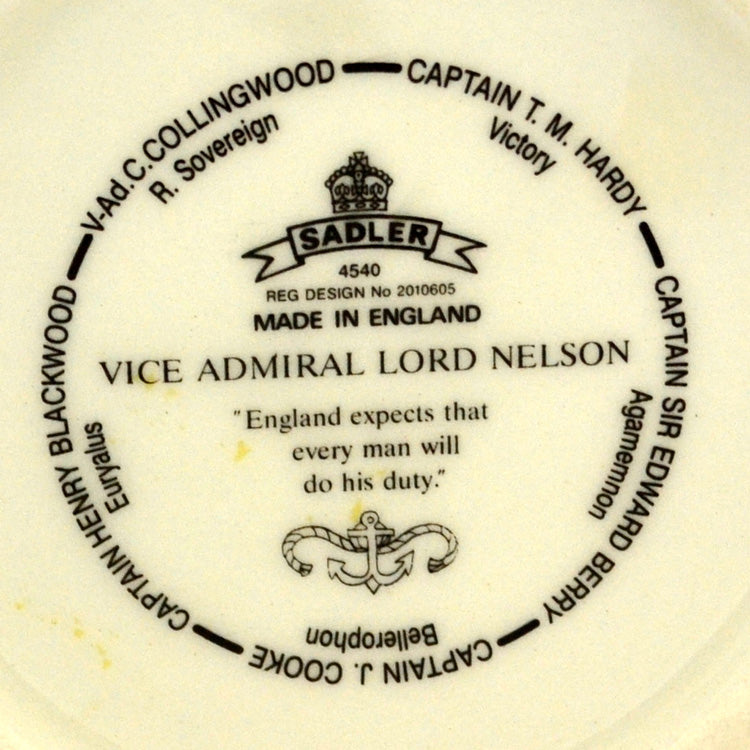 SADLER
4540
REG DESIGN No 2010605
MADE IN ENGLAND
VICE ADMIRAL LORD NELSON
"England expects that
every man will
do his duty."
V-Ad.C.COLLINGWOOD
R. Sovereign
CAPTAIN T. M. HARDY
Victory
CAPTAIN SIR EDWARD BERRY
Agamemnon
CAPTAIN J. COOKE
Bellerophon
CAPTAIN HENRY BLACKWOOD
Euryalus